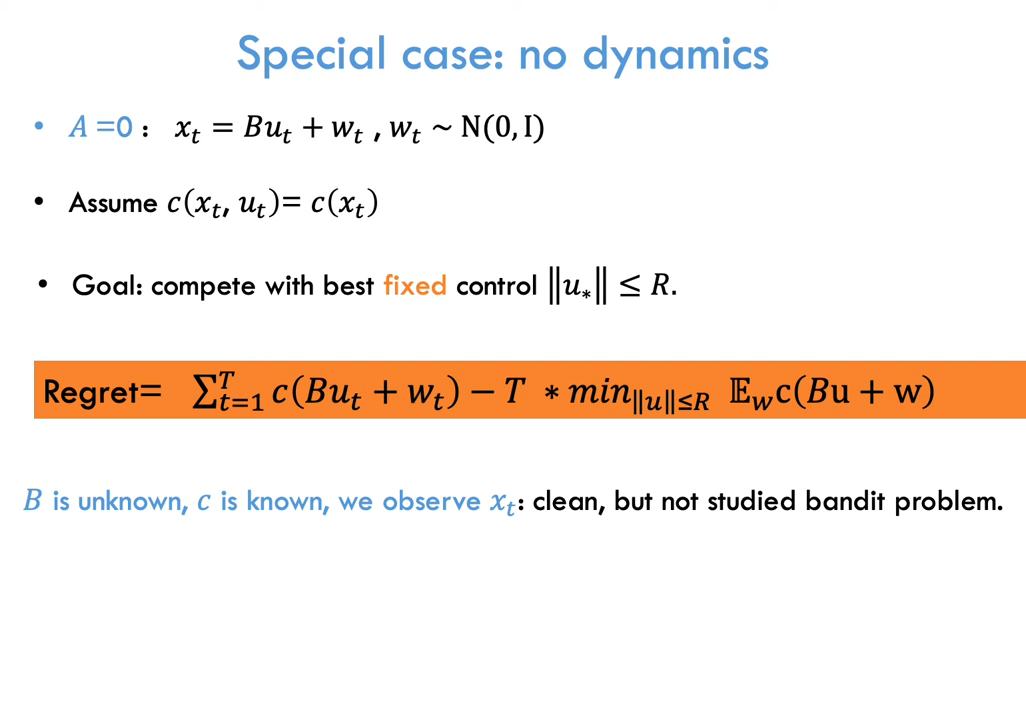 Special case: no dynamics
• A =0 : x_t = Bu_t + w_t , w_t ~ N(0, I)
• Assume c(x_t, u_t)= c(x_t)
• Goal: compete with best fixed control ‖u_*‖ ≤ R.
Regret= ∑_{t=1}^T c(Bu_t + w_t) − T * min_{‖u‖≤R} 𝔼_w c(Bu + w)
B is unknown, c is known, we observe x_t: clean, but not studied bandit problem.